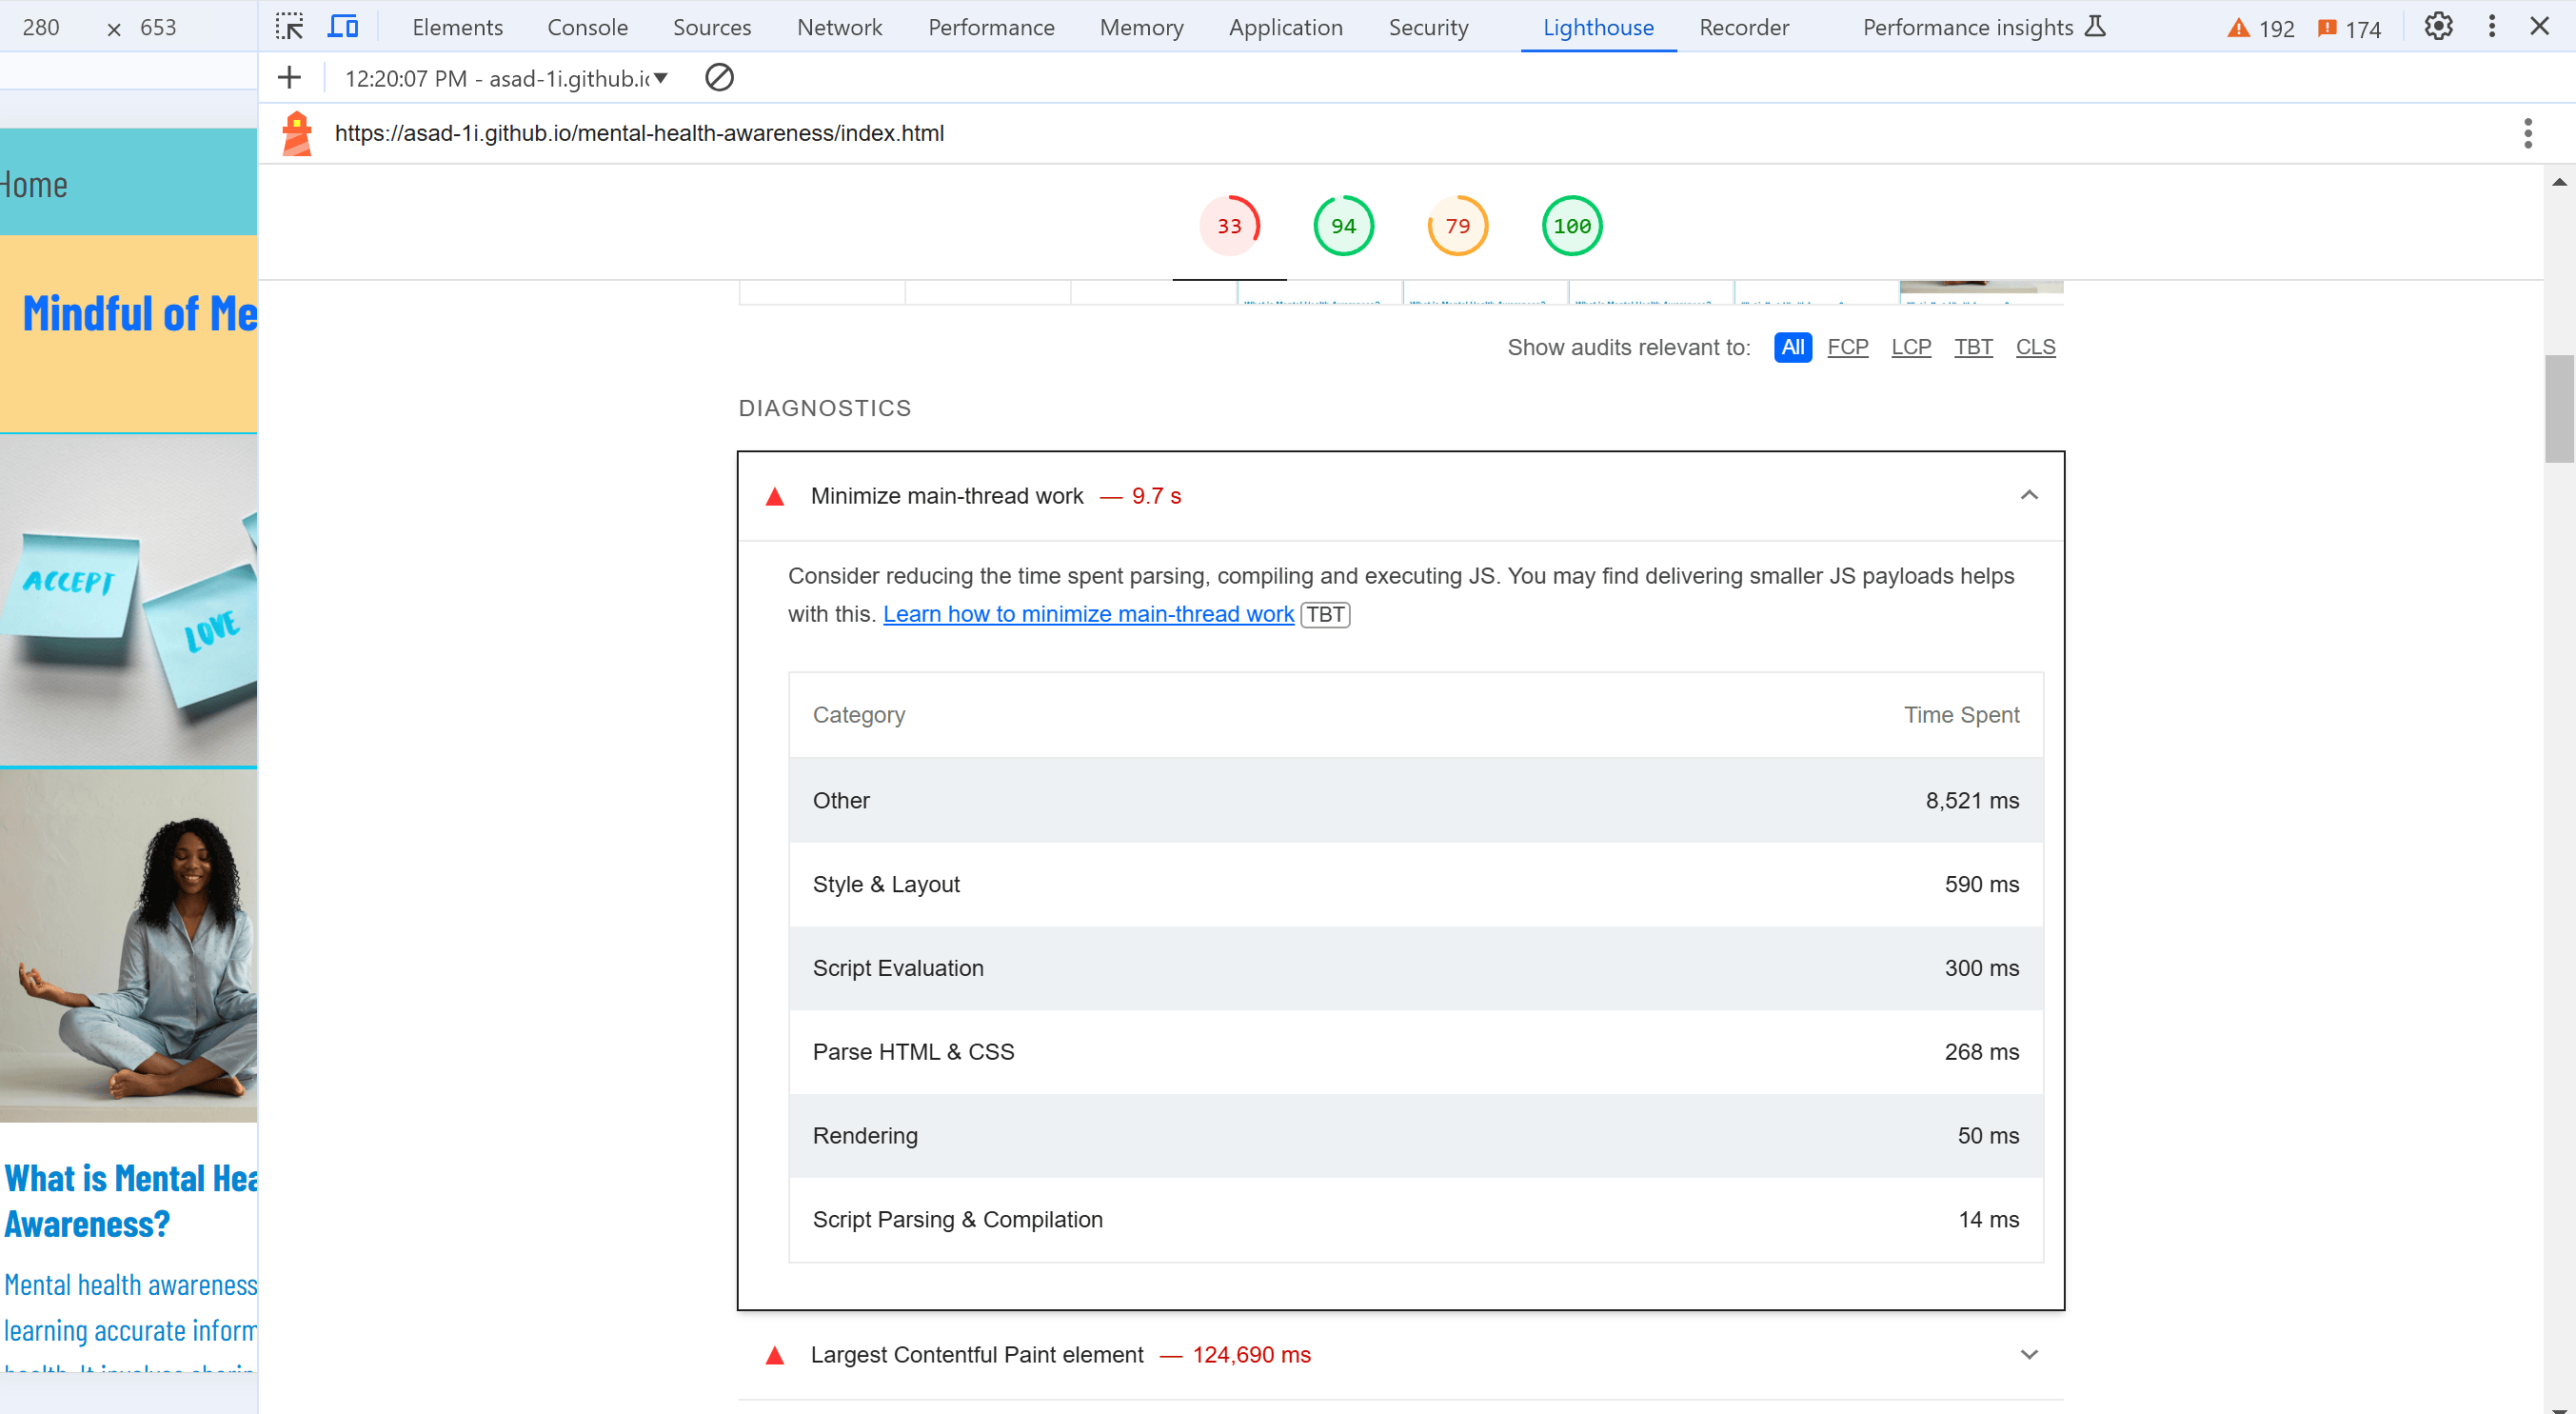 280 × 653
Elements Console Sources Network Performance Memory Application Security Lighthouse Recorder Performance insights 192 174
12:20:07 PM - asad-1i.github.io
https://asad-1i.github.io/mental-health-awareness/index.html
33 94 79 100
Show audits relevant to: All FCP LCP TBT CLS
DIAGNOSTICS
Minimize main-thread work — 9.7 s
Consider reducing the time spent parsing, compiling and executing JS. You may find delivering smaller JS payloads helps
with this. Learn how to minimize main-thread work TBT
Category Time Spent
Other 8,521 ms
Style & Layout 590 ms
Script Evaluation 300 ms
Parse HTML & CSS 268 ms
Rendering 50 ms
Script Parsing & Compilation 14 ms
Largest Contentful Paint element — 124,690 ms
Home
Mindful of Me
ACCEPT
LOVE
What is Mental Hea
Awareness?
Mental health awareness
learning accurate inform